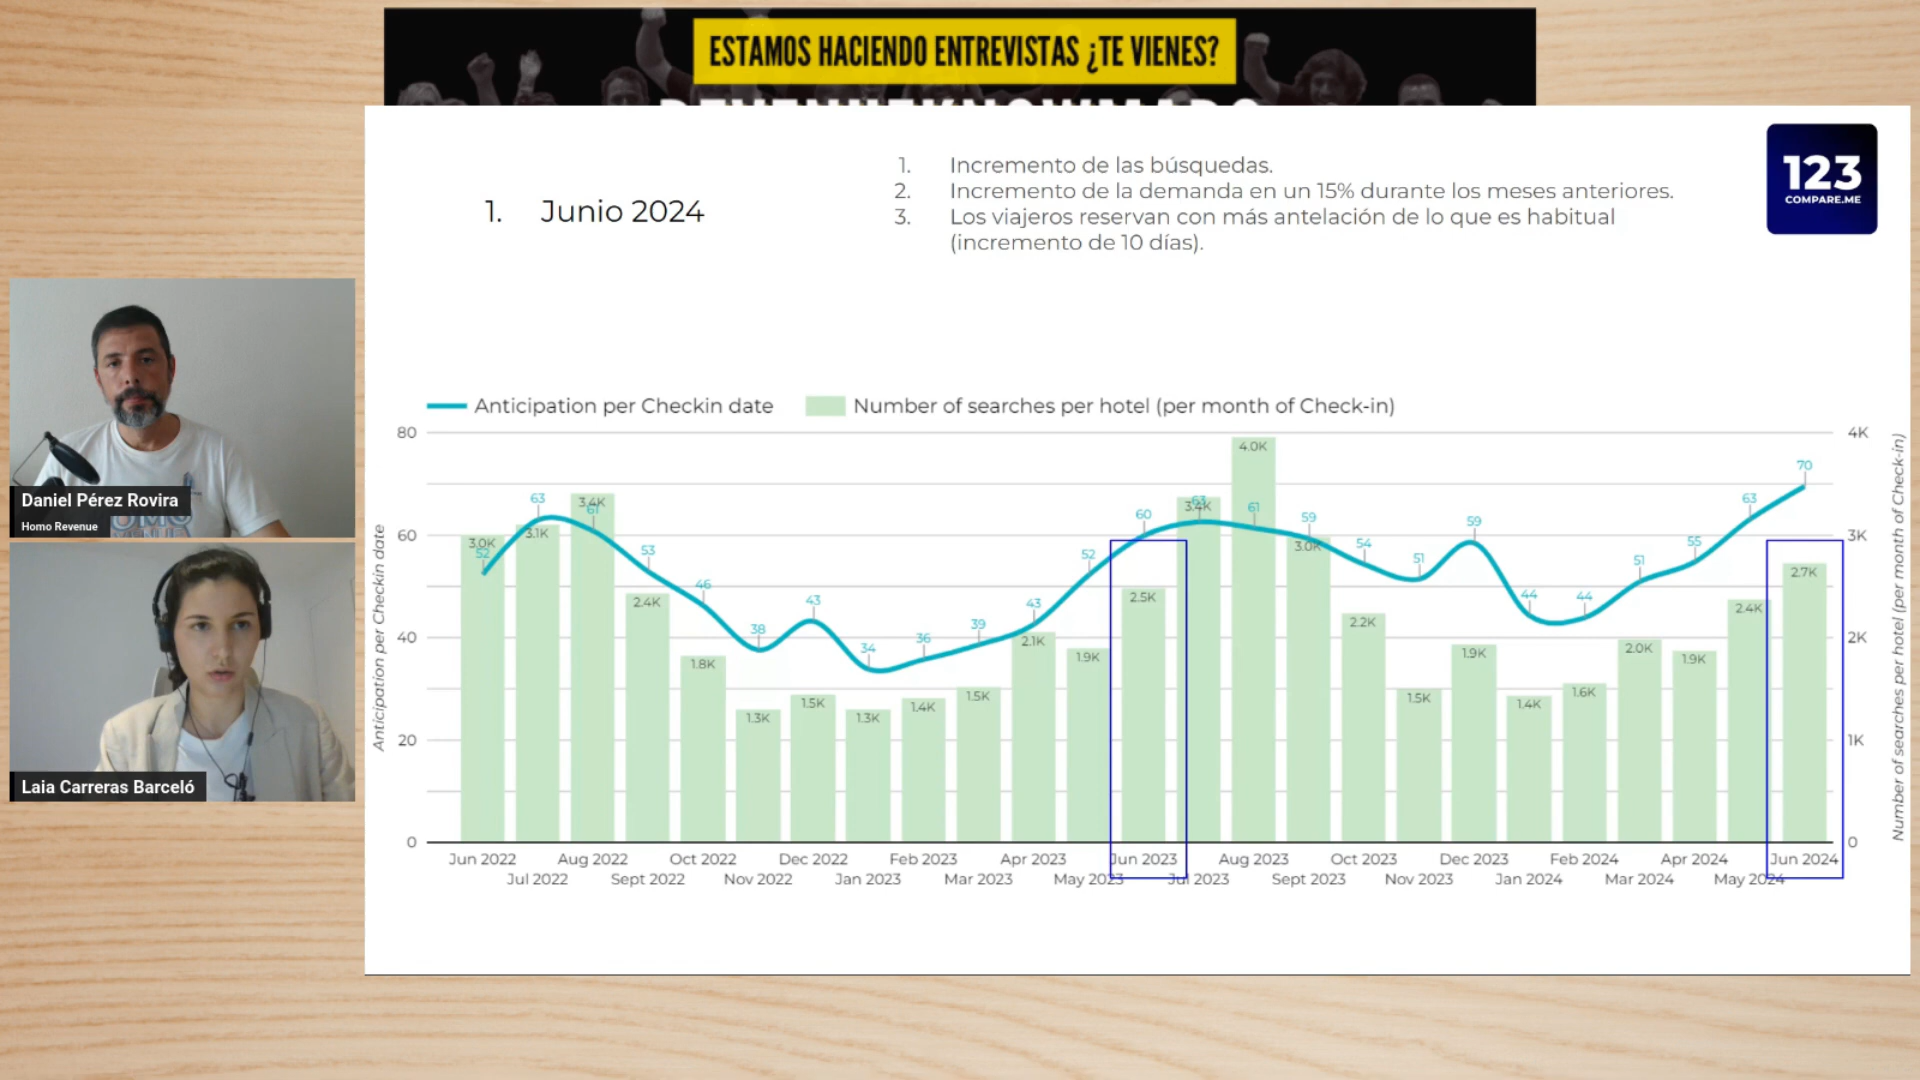 ESTAMOS HACIENDO ENTREVISTAS ¿TE VIENES?
1. Junio 2024
1. Incremento de las búsquedas.
2. Incremento de la demanda en un 15% durante los meses anteriores.
3. Los viajeros reservan con más antelación de lo que es habitual
(incremento de 10 días).
123
COMPARE.ME
Daniel Pérez Rovira
Homo Revenue
Laia Carreras Barceló
Anticipation per Checkin date
Number of searches per hotel (per month of Check-in)
Anticipation per Checkin date
80
60
40
20
0
4K
3K
2K
1K
0
Number of searches per hotel (per month of Check-in)
52 63 61 53 46 38 43 34 36 39 43 52 60 63 61 59 54 51 59 44 44 51 55 63 70
3.0K 3.1K 3.4K 2.4K 1.8K 1.3K 1.5K 1.3K 1.4K 1.5K 2.1K 1.9K 2.5K 3.4K 4.0K 3.0K 2.2K 1.5K 1.9K 1.4K 1.6K 2.0K 1.9K 2.4K 2.7K
Jun 2022 Aug 2022 Oct 2022 Dec 2022 Feb 2023 Apr 2023 Jun 2023 Aug 2023 Oct 2023 Dec 2023 Feb 2024 Apr 2024 Jun 2024
Jul 2022 Sept 2022 Nov 2022 Jan 2023 Mar 2023 May 2023 Jul 2023 Sept 2023 Nov 2023 Jan 2024 Mar 2024 May 2024